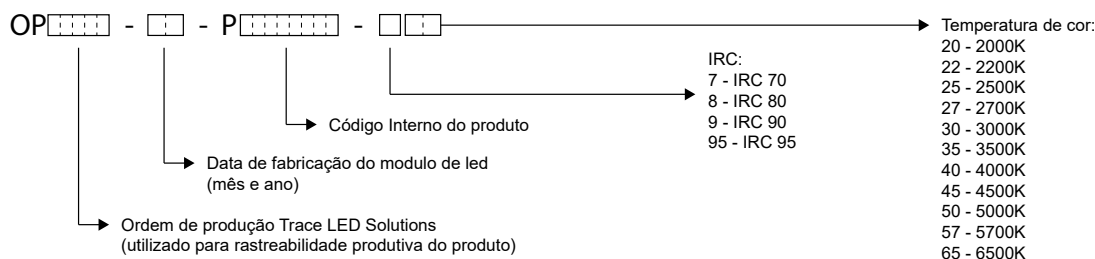 OP - - P -
Temperatura de cor:
20 - 2000K
22 - 2200K
25 - 2500K
27 - 2700K
30 - 3000K
35 - 3500K
40 - 4000K
45 - 4500K
50 - 5000K
57 - 5700K
65 - 6500K
IRC:
7 - IRC 70
8 - IRC 80
9 - IRC 90
95 - IRC 95
Código Interno do produto
Data de fabricação do modulo de led
(mês e ano)
Ordem de produção Trace LED Solutions
(utilizado para rastreabilidade produtiva do produto)